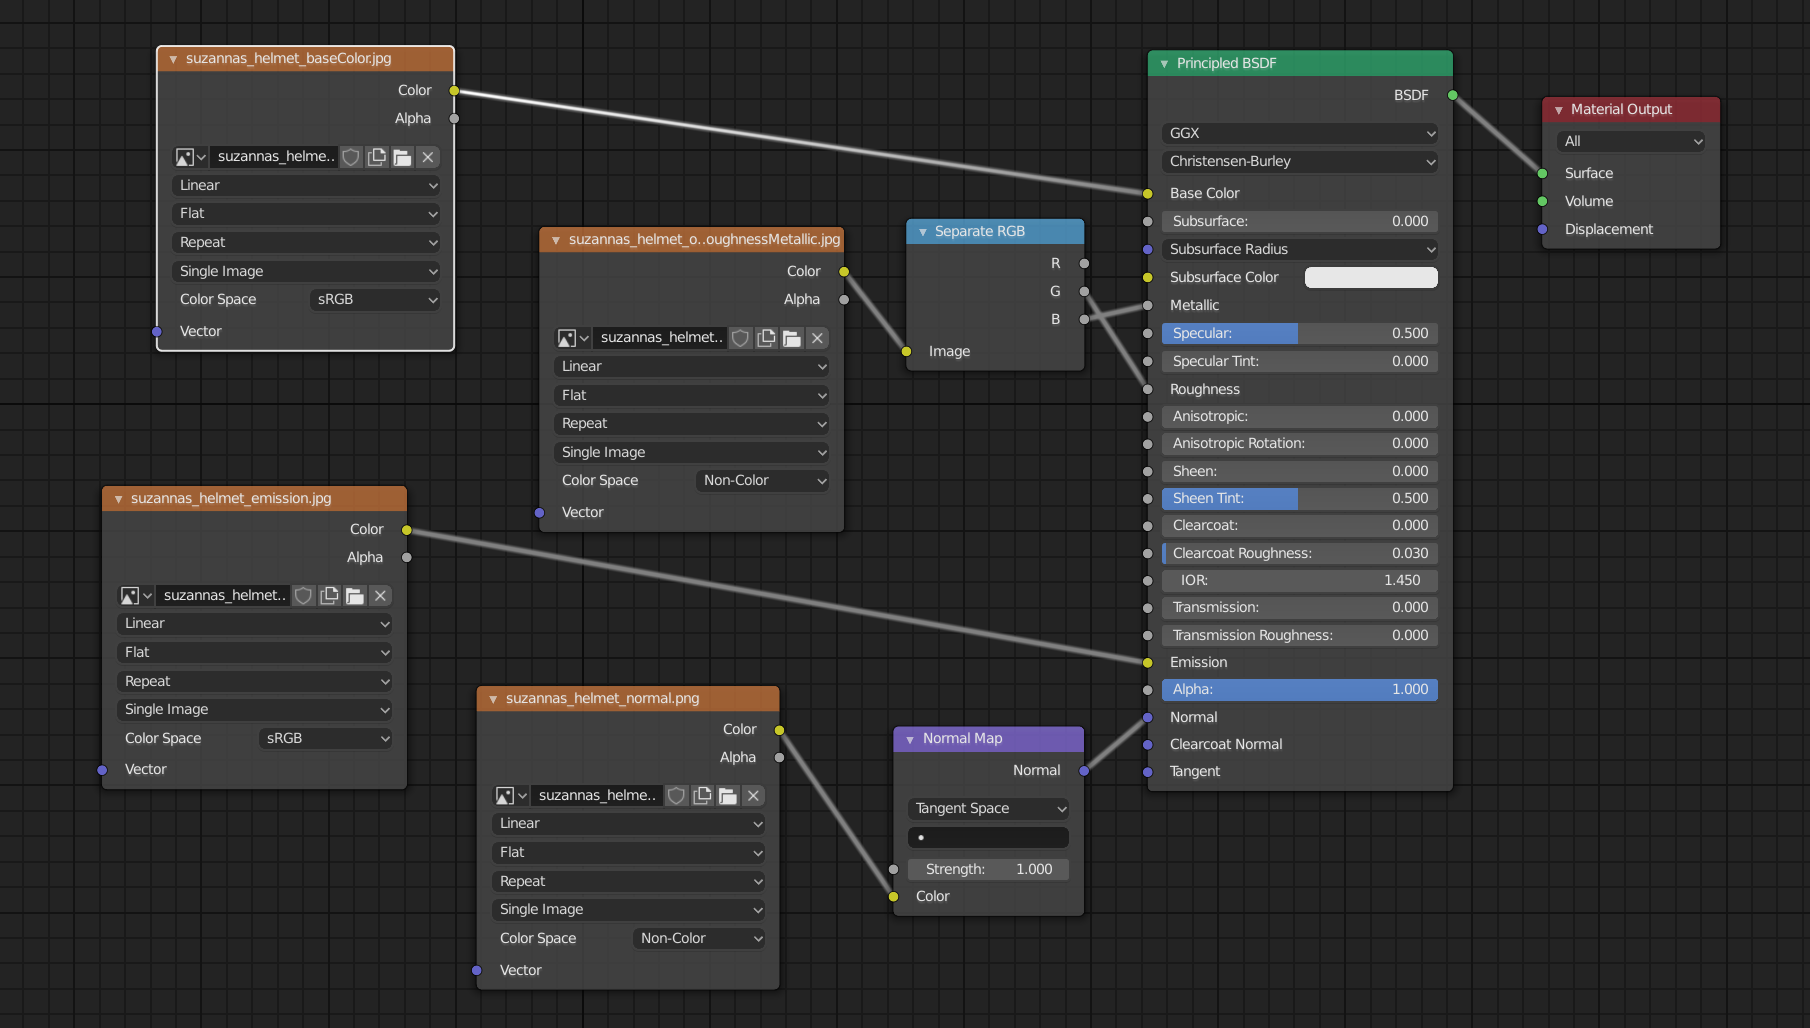 suzannas_helmet_baseColor.jpg
Color
Alpha
suzannas_helme..
Linear
Flat
Repeat
Single Image
Color Space sRGB
Vector
suzannas_helmet_o..oughnessMetallic.jpg
Color
Alpha
suzannas_helmet..
Linear
Flat
Repeat
Single Image
Color Space Non-Color
Vector
Separate RGB
R
G
B
Image
suzannas_helmet_emission.jpg
Color
Alpha
suzannas_helmet..
Linear
Flat
Repeat
Single Image
Color Space sRGB
Vector
suzannas_helmet_normal.png
Color
Alpha
suzannas_helme..
Linear
Flat
Repeat
Single Image
Color Space Non-Color
Vector
Normal Map
Normal
Tangent Space
Strength: 1.000
Color
Principled BSDF
BSDF
GGX
Christensen-Burley
Base Color
Subsurface: 0.000
Subsurface Radius
Subsurface Color
Metallic
Specular: 0.500
Specular Tint: 0.000
Roughness
Anisotropic: 0.000
Anisotropic Rotation: 0.000
Sheen: 0.000
Sheen Tint: 0.500
Clearcoat: 0.000
Clearcoat Roughness: 0.030
IOR: 1.450
Transmission: 0.000
Transmission Roughness: 0.000
Emission
Alpha: 1.000
Normal
Clearcoat Normal
Tangent
Material Output
All
Surface
Volume
Displacement